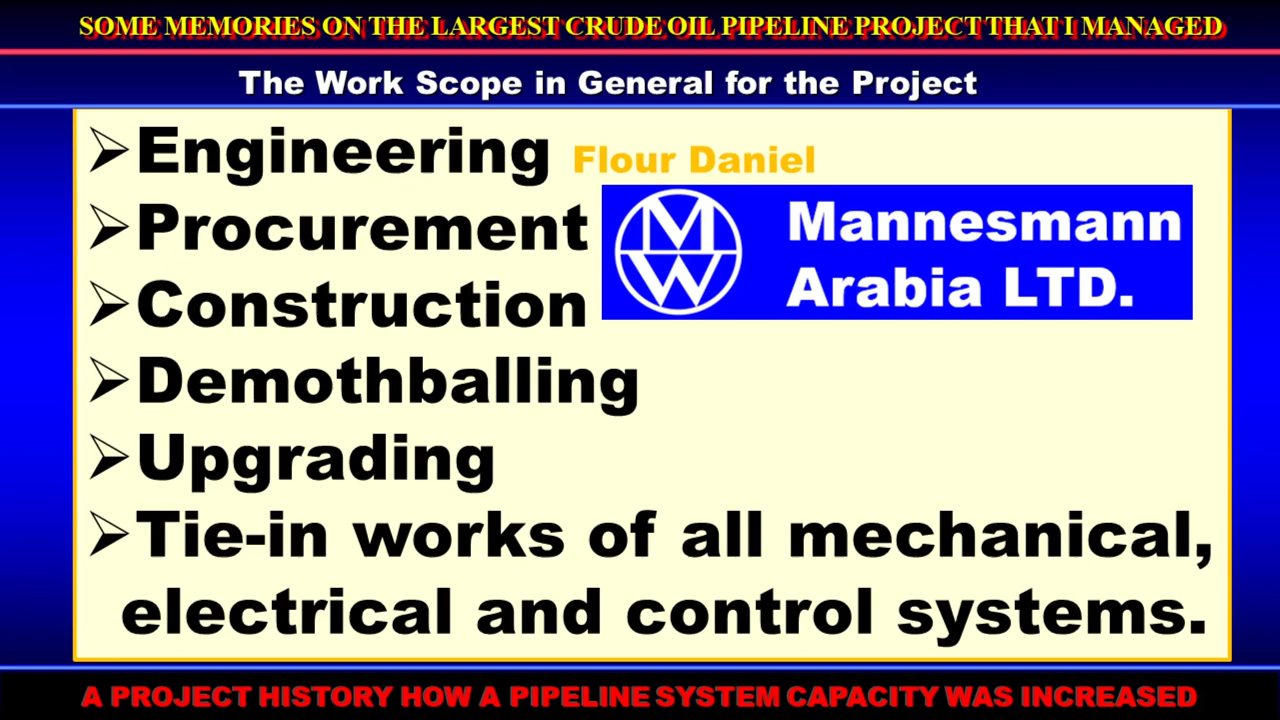 SOME MEMORIES ON THE LARGEST CRUDE OIL PIPELINE PROJECT THAT I MANAGED
The Work Scope in General for the Project
Engineering Flour Daniel
Procurement
Construction
MW Mannesmann
Arabia LTD.
Demothballing
Upgrading
Tie-in works of all mechanical,
electrical and control systems.
A PROJECT HISTORY HOW A PIPELINE SYSTEM CAPACITY WAS INCREASED